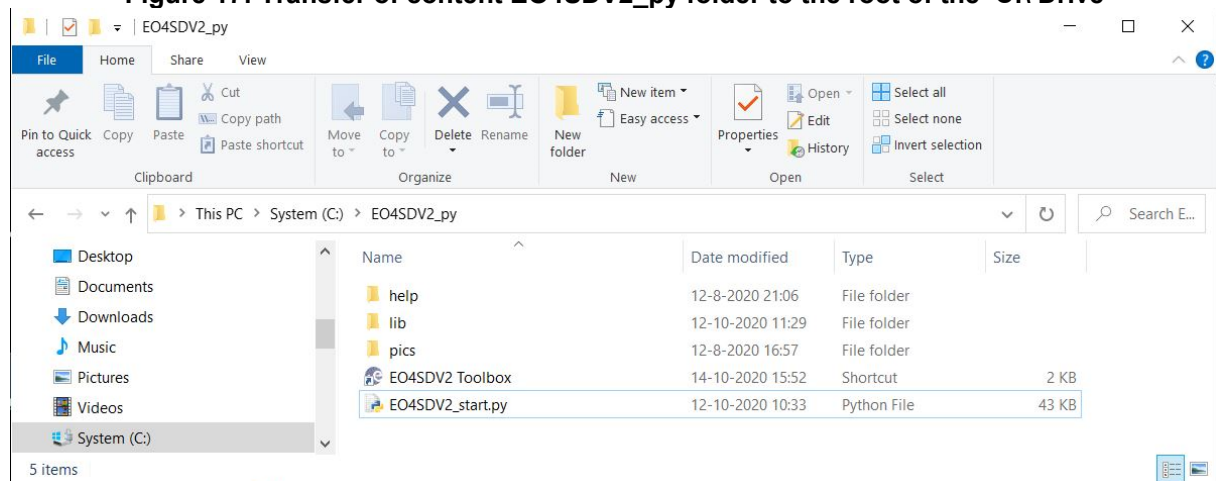 Figure 17: Transfer of content EO4SDV2_py folder to the root of the 'C:\' Drive
EO4SDV2_py
File Home Share View
Pin to Quick access
Copy
Paste
Cut
Copy path
Paste shortcut
Move to
Copy to
Delete
Rename
New folder
New item
Easy access
Properties
Open
Edit
History
Select all
Select none
Invert selection
Clipboard Organize New Open Select
This PC > System (C:) > EO4SDV2_py
Search E...
Desktop
Documents
Downloads
Music
Pictures
Videos
System (C:)
Name Date modified Type Size
help 12-8-2020 21:06 File folder
lib 12-10-2020 11:29 File folder
pics 12-8-2020 16:57 File folder
EO4SDV2 Toolbox 14-10-2020 15:52 Shortcut 2 KB
EO4SDV2_start.py 12-10-2020 10:33 Python File 43 KB
5 items